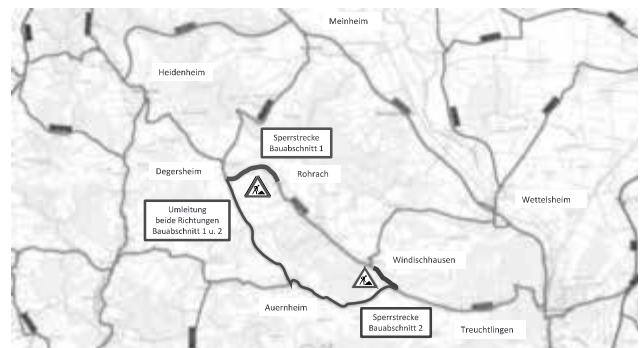 Meinheim
Heidenheim
Sperrstrecke
Bauabschnitt 1
Degersheim
Rohrach
Wettelsheim
Umleitung
beide Richtungen
Bauabschnitt 1 u. 2
Windischhausen
Auernheim
Sperrstrecke
Bauabschnitt 2
Treuchtlingen